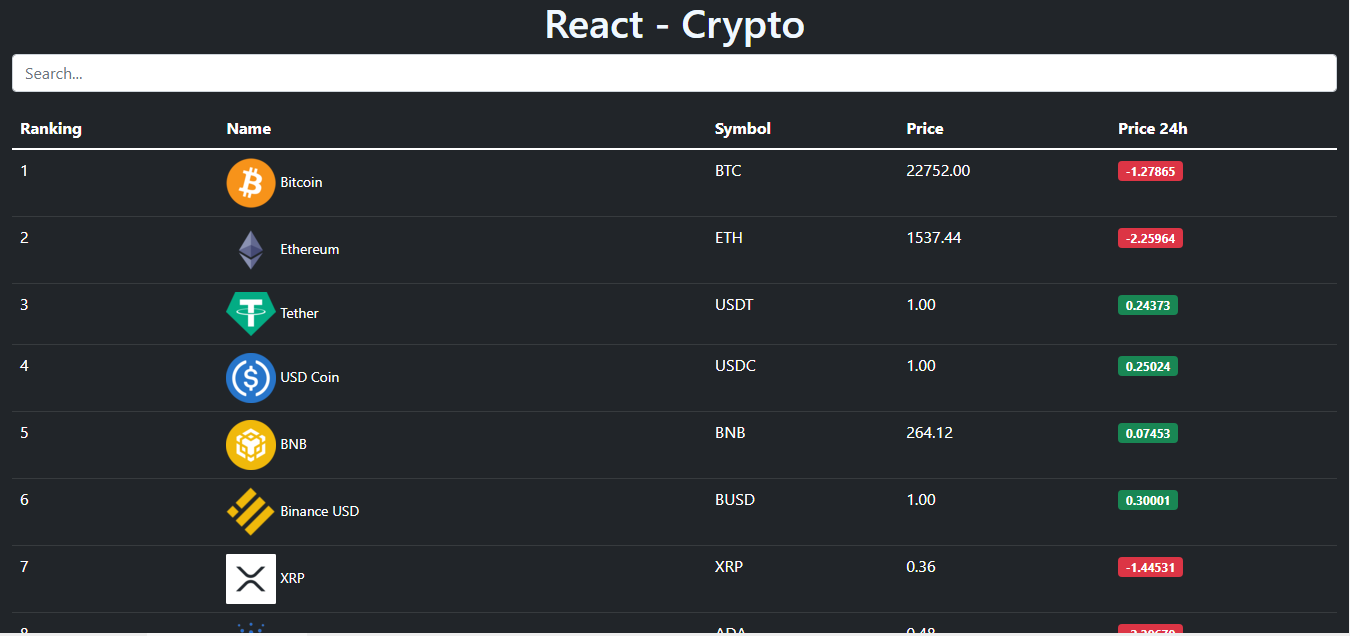 React - Crypto
Search...
Ranking Name Symbol Price Price 24h
1 Bitcoin BTC 22752.00 -1.27865
2 Ethereum ETH 1537.44 -2.25964
3 Tether USDT 1.00 0.24373
4 USD Coin USDC 1.00 0.25024
5 BNB BNB 264.12 0.07453
6 Binance USD BUSD 1.00 0.30001
7 XRP XRP 0.36 -1.44531
8 ADA 0.48